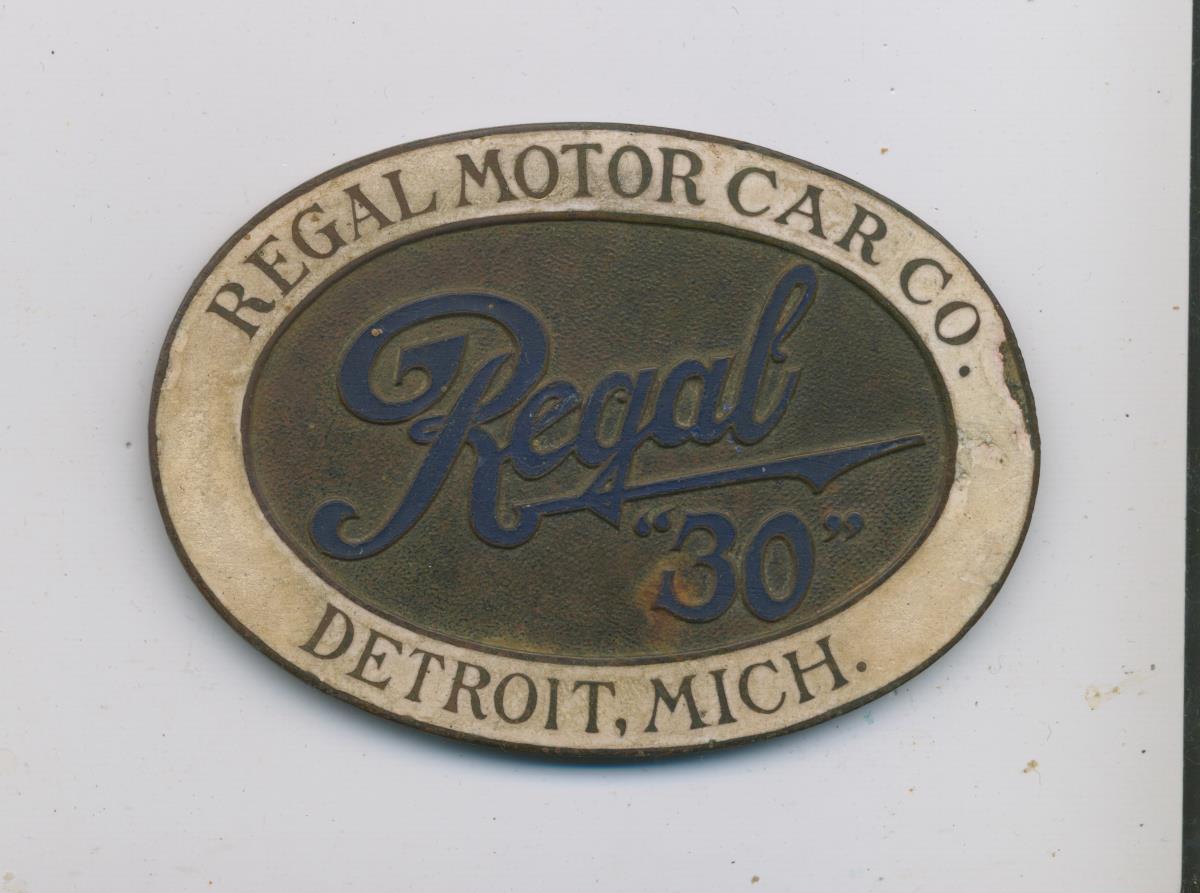 REGAL MOTOR CAR CO.
Regal
"30"
DETROIT, MICH.